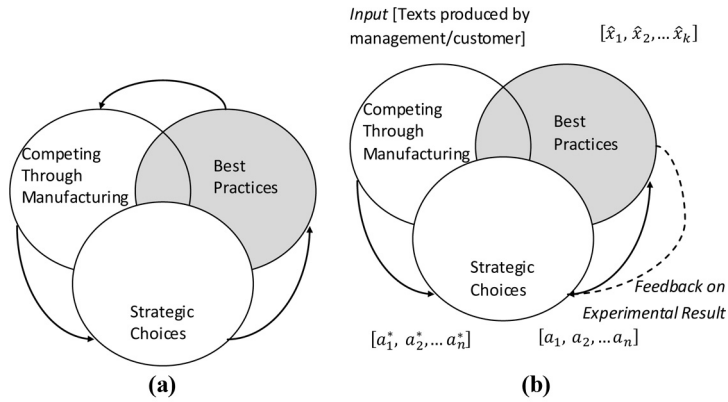 Competing
Through
Manufacturing
Best
Practices
Strategic
Choices
(a)
Input [Texts produced by
management/customer]
[x̂₁, x̂₂,… x̂ₖ]
Competing
Through
Manufacturing
Best
Practices
Strategic
Choices
Feedback on
Experimental Result
[a₁*, a₂*,… aₙ*]
[a₁, a₂,… aₙ]
(b)